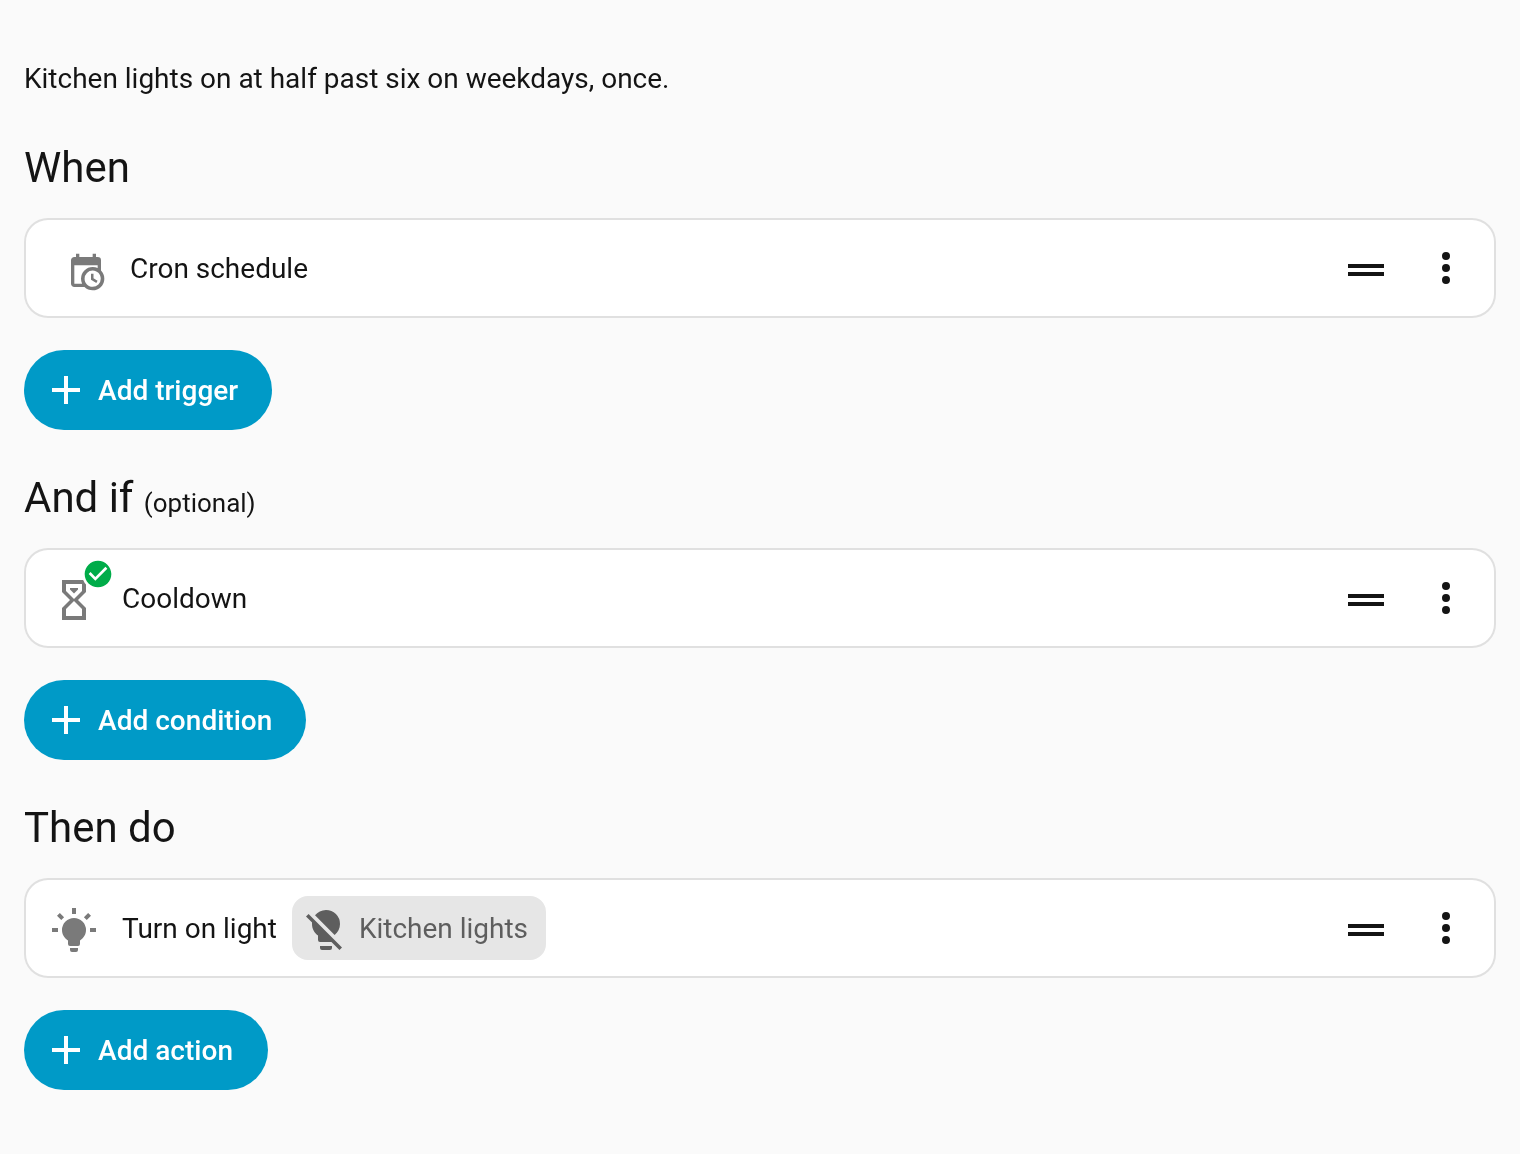 Kitchen lights on at half past six on weekdays, once.
When
Cron schedule
Add trigger
And if (optional)
Cooldown
Add condition
Then do
Turn on light Kitchen lights
Add action